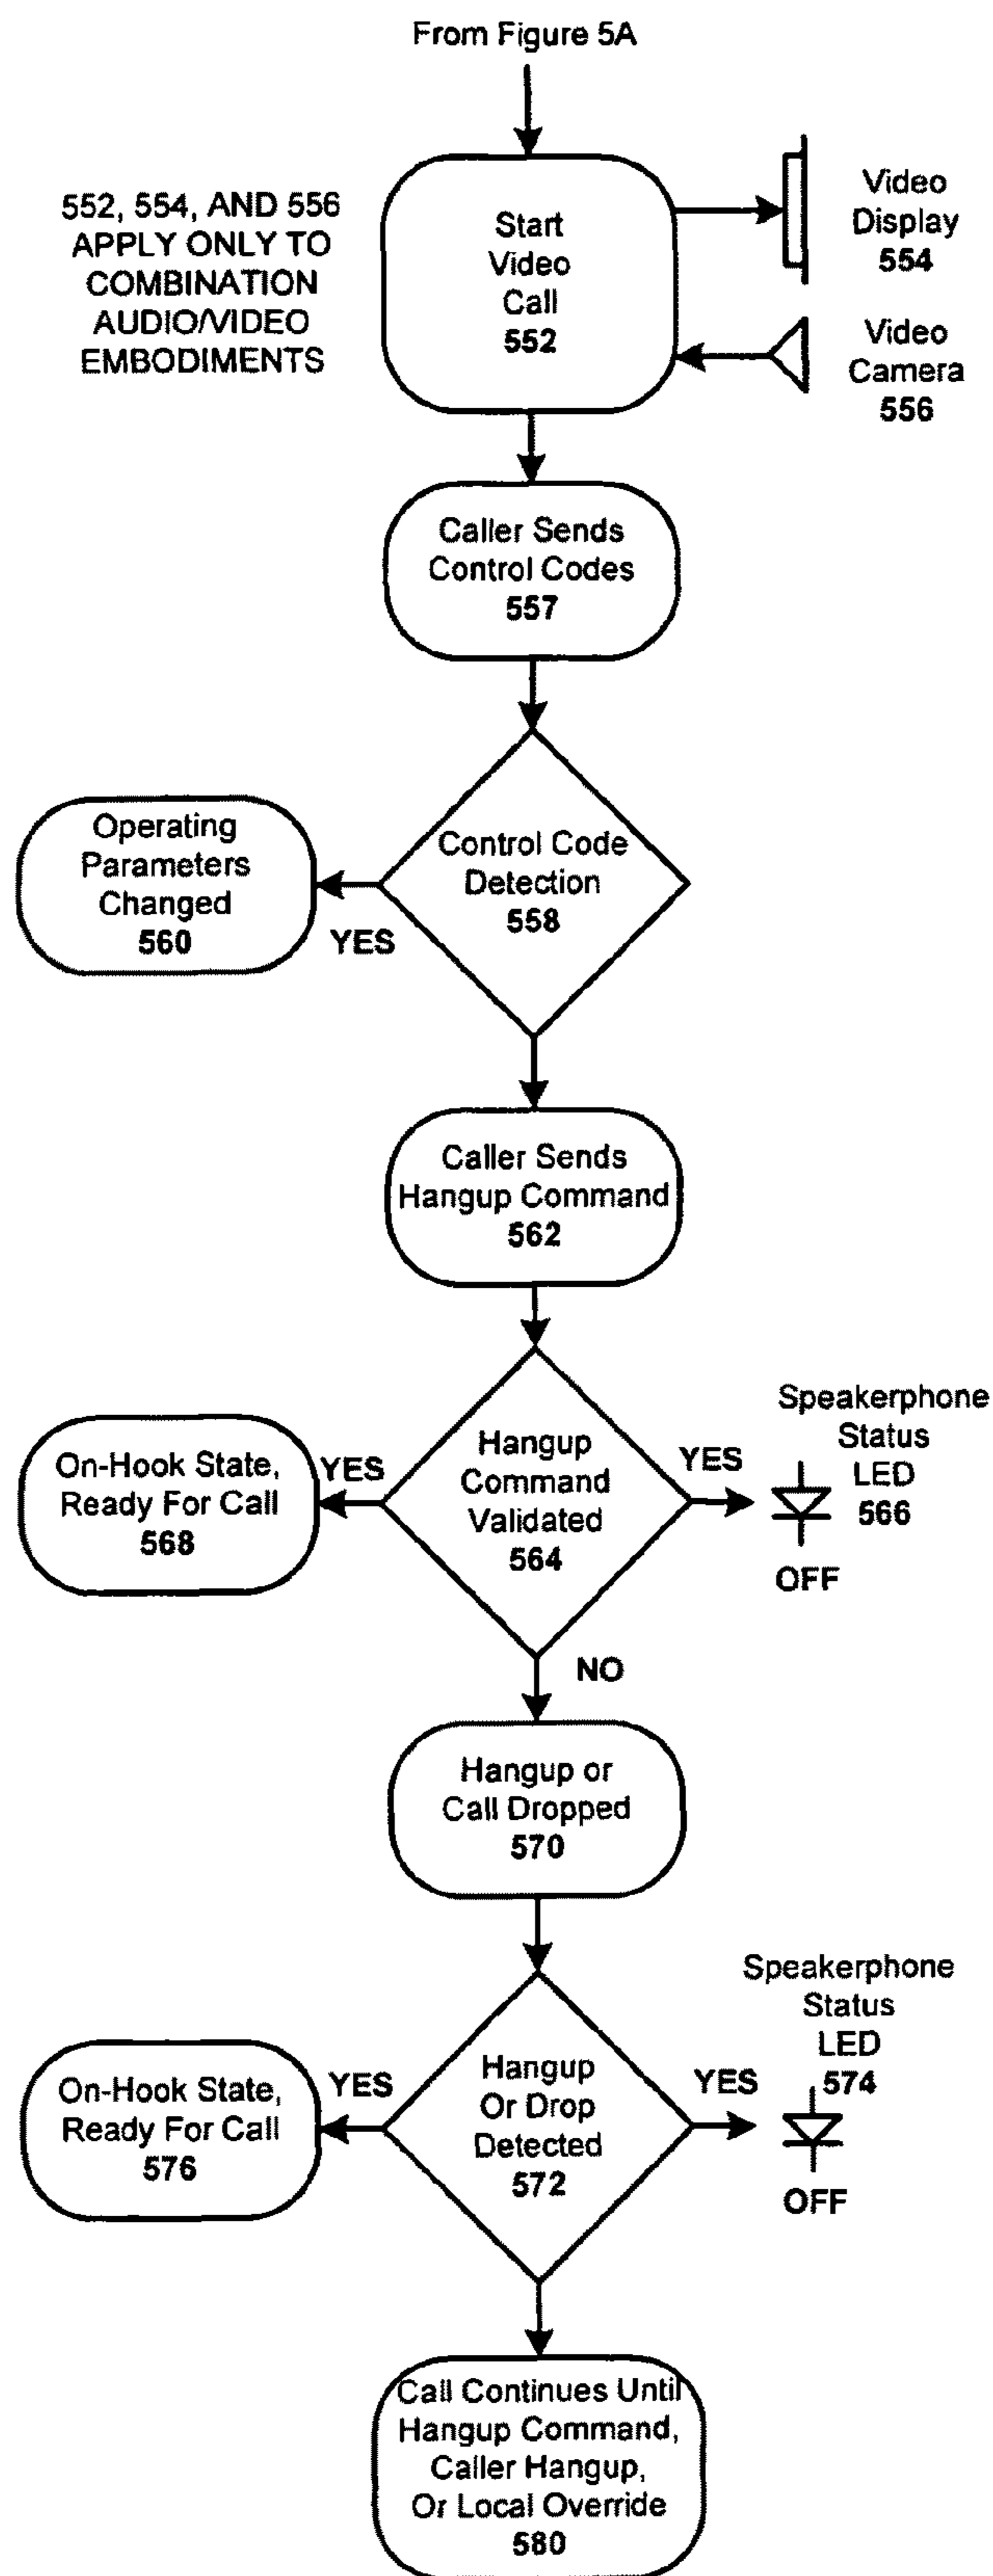 From Figure 5A
552, 554, AND 556
APPLY ONLY TO
COMBINATION
AUDIO/VIDEO
EMBODIMENTS
Start
Video
Call
552
Video
Display
554
Video
Camera
556
Caller Sends
Control Codes
557
Control Code
Detection
558
YES
Operating
Parameters
Changed
560
Caller Sends
Hangup Command
562
Hangup
Command
Validated
564
YES
On-Hook State,
Ready For Call
568
YES
Speakerphone
Status
LED
566
OFF
NO
Hangup or
Call Dropped
570
Hangup
Or Drop
Detected
572
YES
On-Hook State,
Ready For Call
576
YES
Speakerphone
Status
LED
574
OFF
Call Continues Until
Hangup Command,
Caller Hangup,
Or Local Override
580